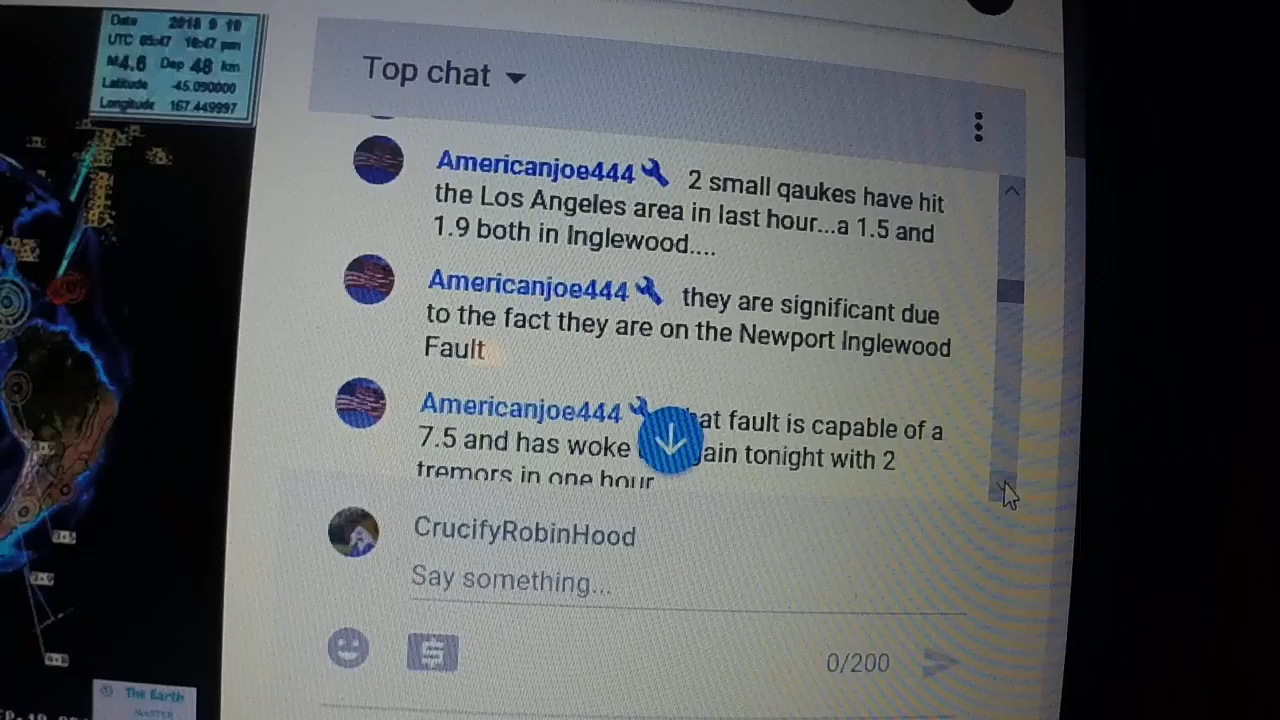 Date 2018 9 10
UTC 05:47 10:47 pm
M4.6 Dep 48 km
Latitude -45.090000
Longitude 167.449997
Top chat
Americanjoe444 2 small qaukes have hit
the Los Angeles area in last hour...a 1.5 and
1.9 both in Inglewood....
Americanjoe444 they are significant due
to the fact they are on the Newport Inglewood
Fault
Americanjoe444 fault is capable of a
7.5 and has woke tonight with 2
tremors in one hour
CrucifyRobinHood
Say something...
0/200
The Earth
MASTER